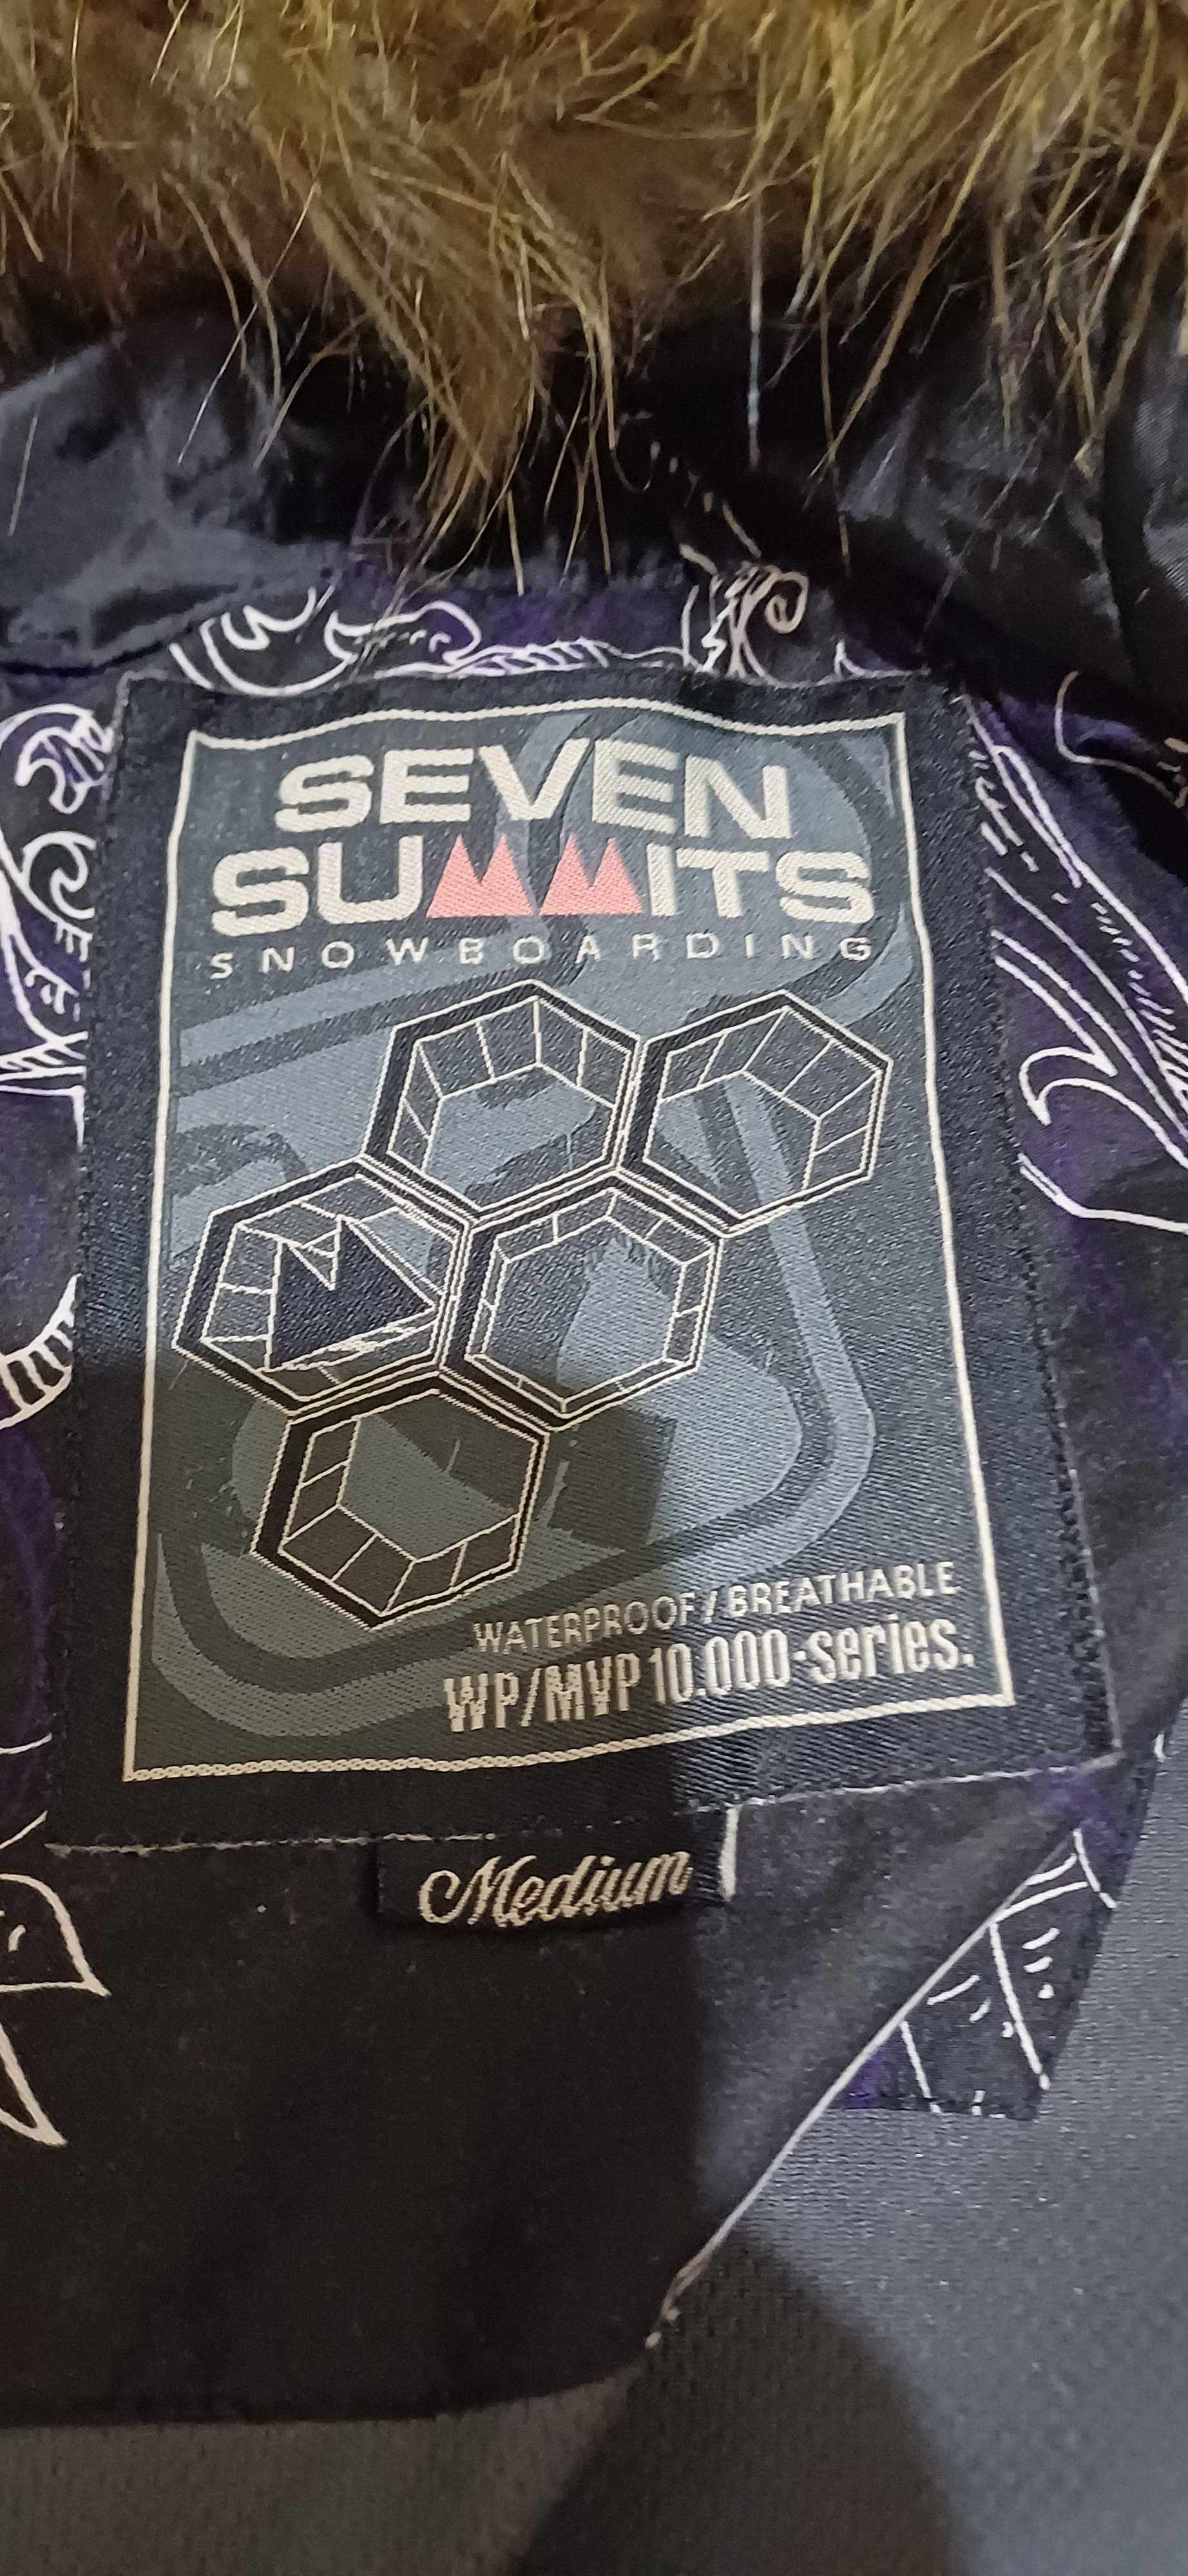 SEVEN
SUMMITS
SNOWBOARDING
WATERPROOF / BREATHABLE
WP/MVP 10.000-series.
Medium